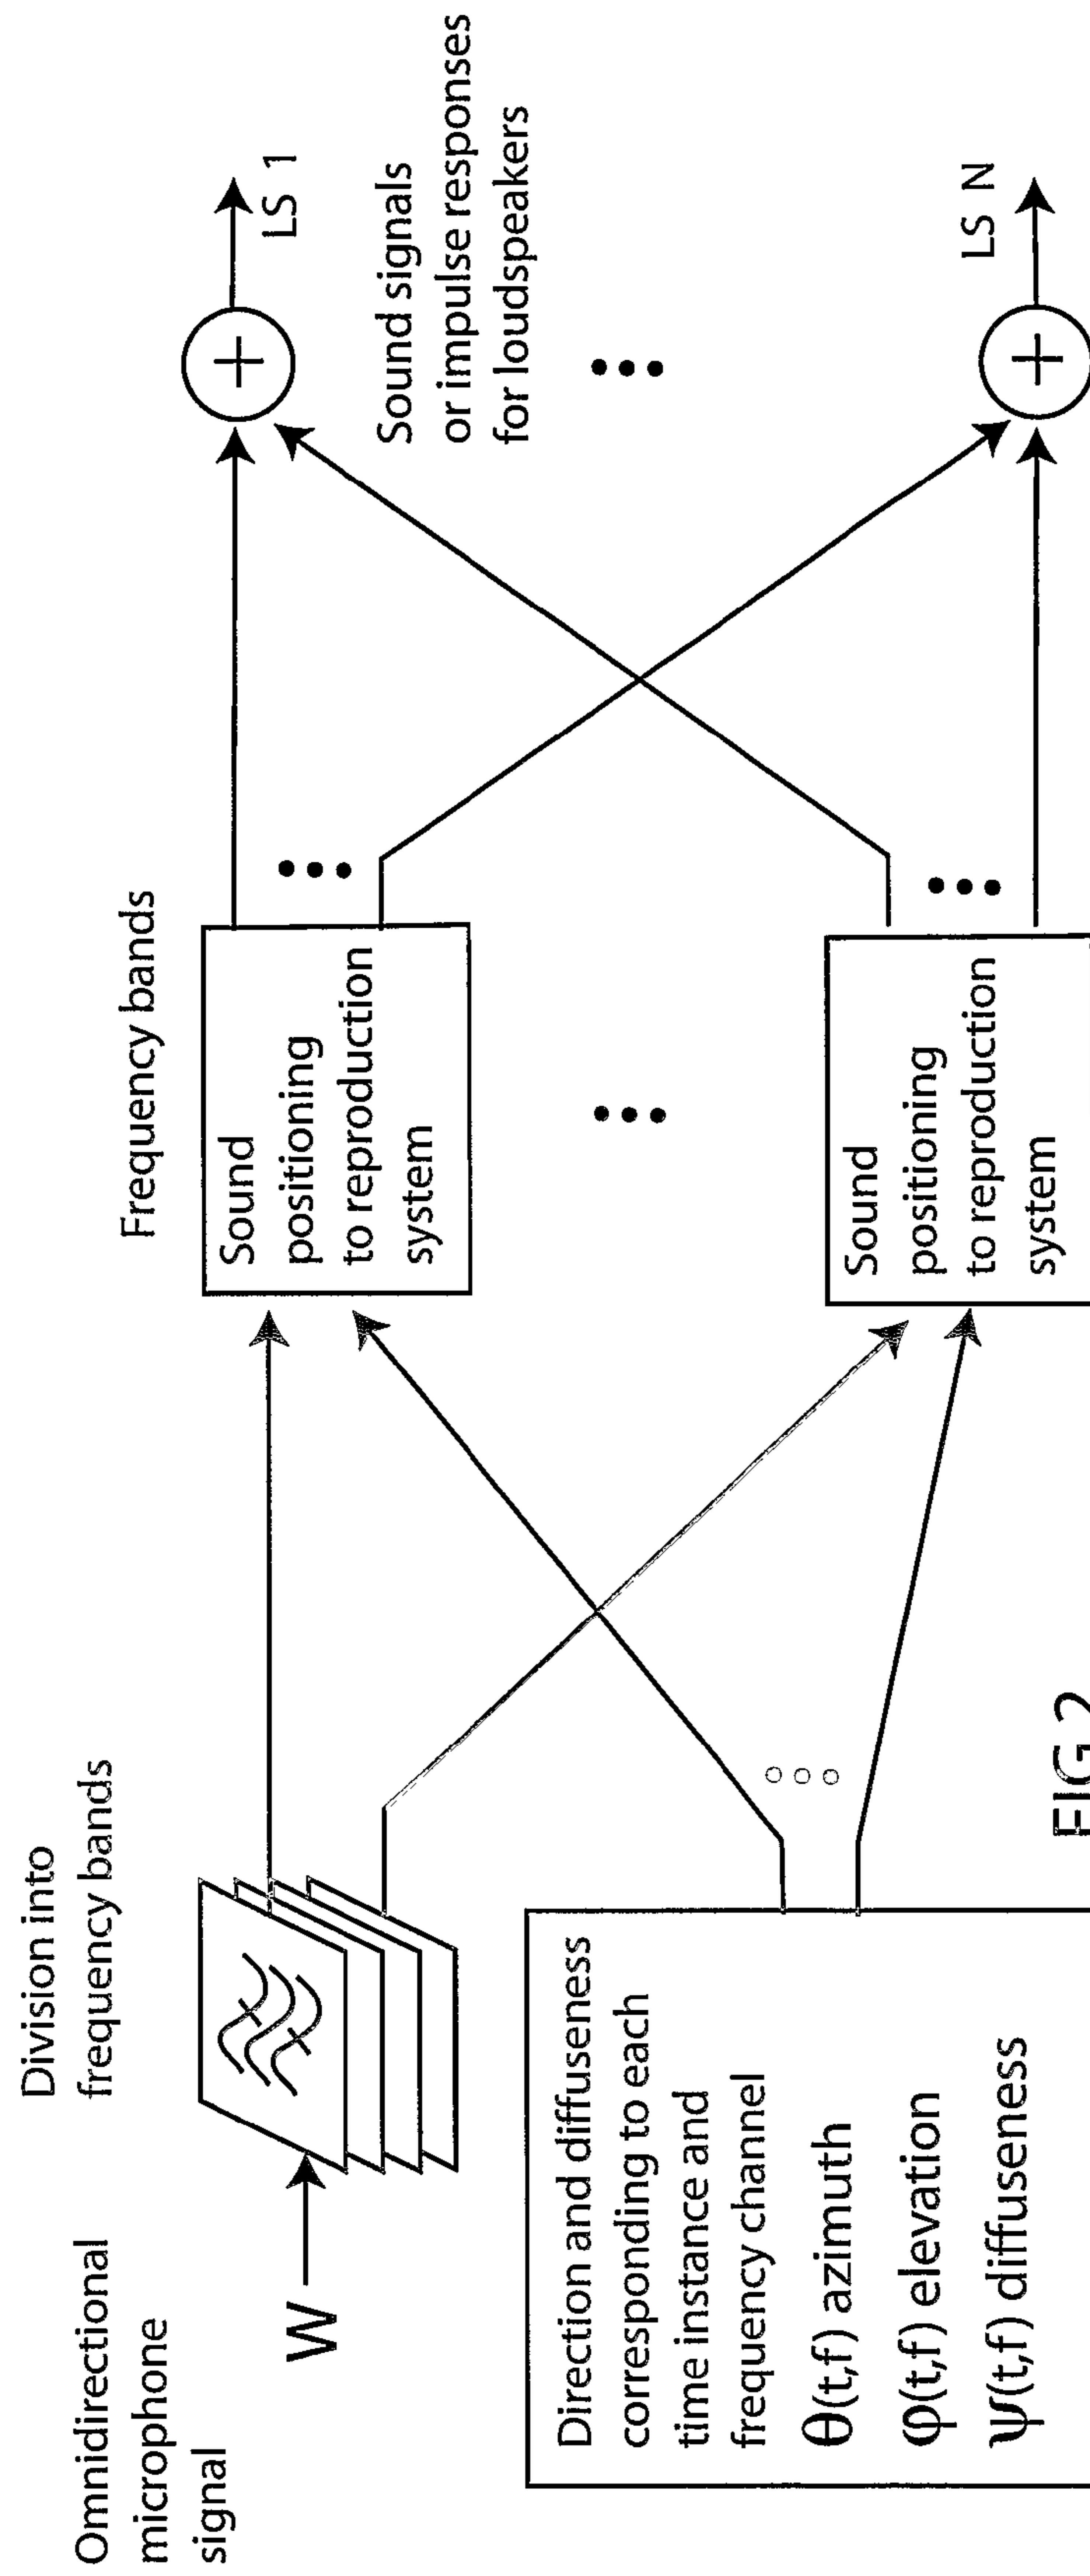 Omnidirectional
microphone
signal
W
Division into
frequency bands
Direction and diffuseness
corresponding to each
time instance and
frequency channel
θ(t,f) azimuth
φ(t,f) elevation
ψ(t,f) diffuseness
Frequency bands
Sound
positioning
to reproduction
system
Sound
positioning
to reproduction
system
+
LS 1
Sound signals
or impulse responses
for loudspeakers
+
LS N
FIG 2